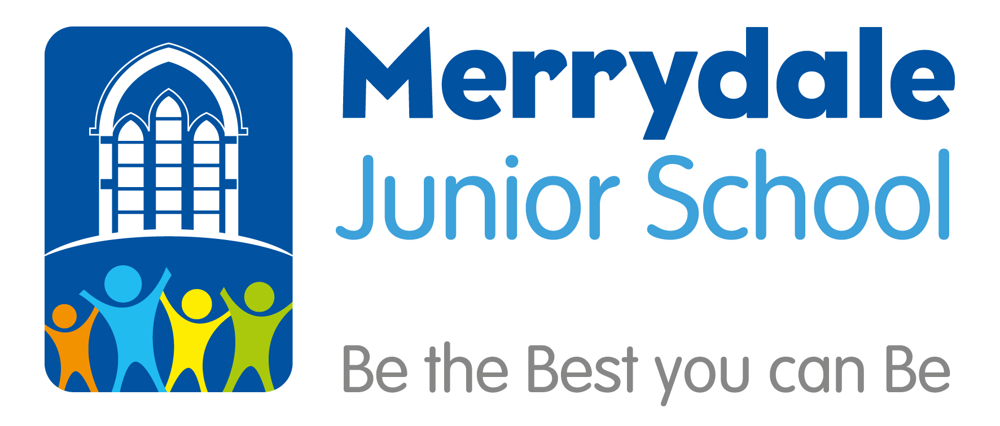 Merrydale
Junior School
Be the Best you can Be